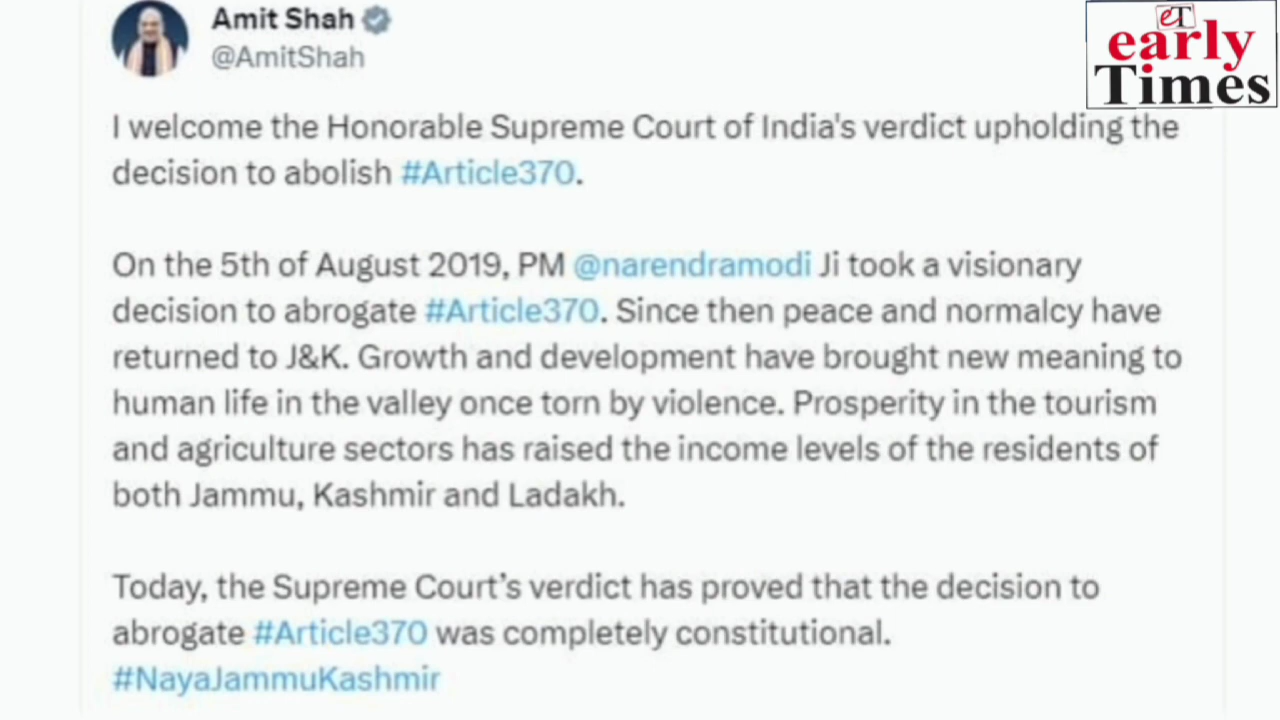 Amit Shah
@AmitShah
eT
early
Times
I welcome the Honorable Supreme Court of India's verdict upholding the
decision to abolish #Article370.
On the 5th of August 2019, PM @narendramodi Ji took a visionary
decision to abrogate #Article370. Since then peace and normalcy have
returned to J&K. Growth and development have brought new meaning to
human life in the valley once torn by violence. Prosperity in the tourism
and agriculture sectors has raised the income levels of the residents of
both Jammu, Kashmir and Ladakh.
Today, the Supreme Court’s verdict has proved that the decision to
abrogate #Article370 was completely constitutional.
#NayaJammuKashmir